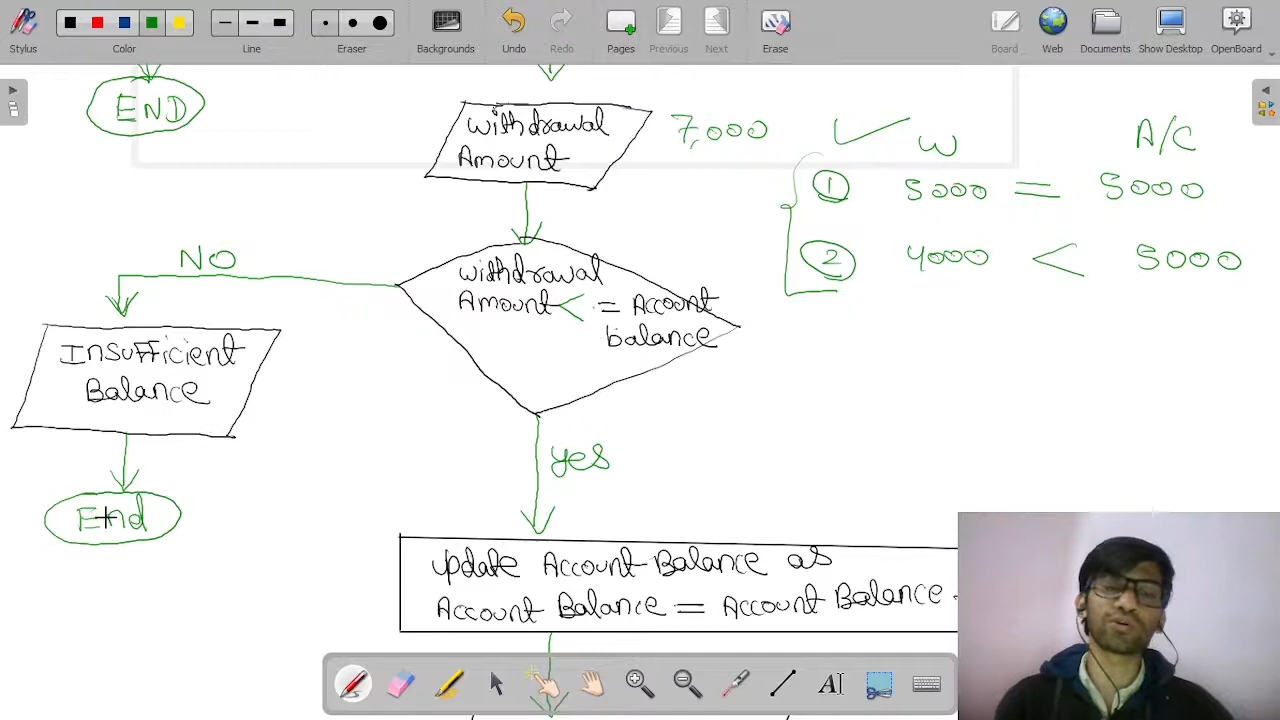 Stylus
Color
Line
Eraser
Backgrounds
Undo
Redo
Pages
Previous
Next
Erase
Board
Web
Documents
Show Desktop
OpenBoard
END
withdrawal
Amount
7,000
W
A/C
1 5000 = 5000
2 4000 < 5000
NO
withdrawal
Amount < = Account
balance
Insufficient
Balance
yes
End
update Account Balance as
Account Balance = Account Balance -